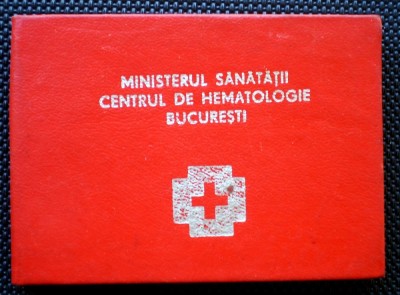 MINISTERUL SĂNĂTĂȚII
CENTRUL DE HEMATOLOGIE
BUCUREȘTI